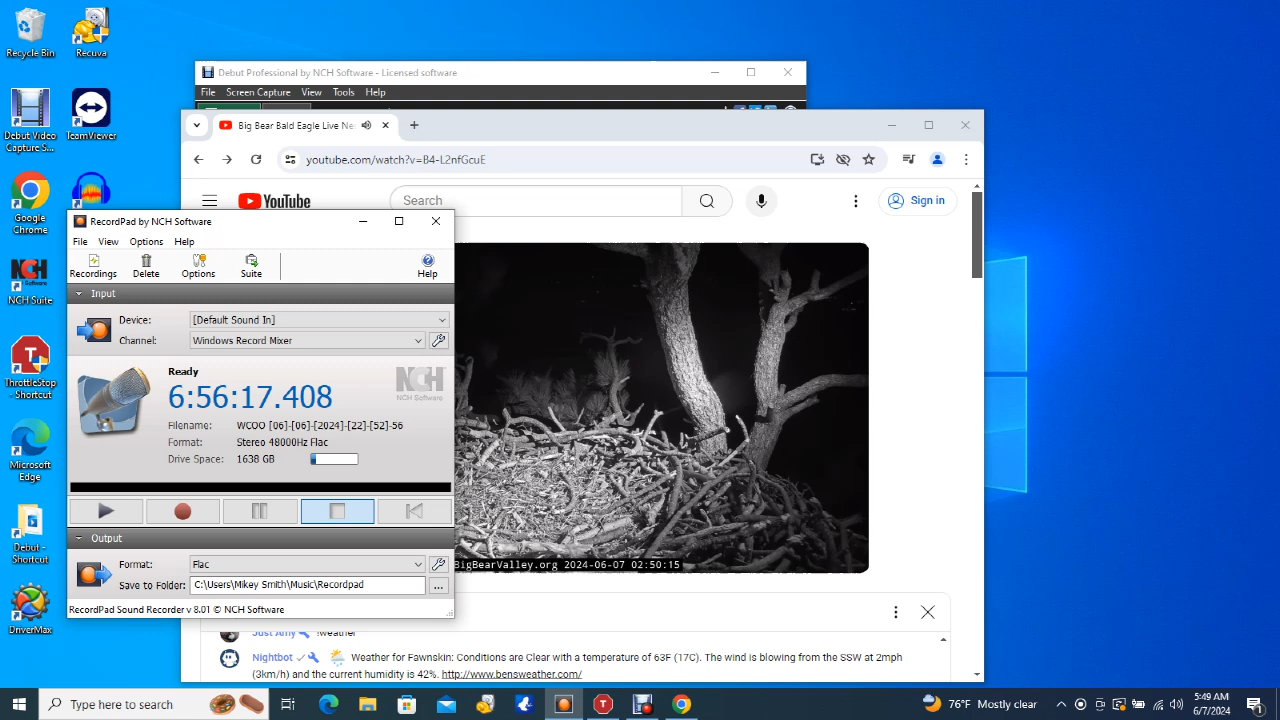 Recycle Bin
Recuva
Debut Video
Capture S...
TeamViewer
Google
Chrome
NCH Suite
ThrottleStop
- Shortcut
Microsoft
Edge
Debut -
Shortcut
DriverMax
Debut Professional by NCH Software - Licensed software
File Screen Capture View Tools Help
Big Bear Bald Eagle Live Ne
youtube.com/watch?v=B4-L2nfGcuE
YouTube
Search
Sign in
RecordPad by NCH Software
File View Options Help
Recordings Delete Options Suite Help
Input
Device: [Default Sound In]
Channel: Windows Record Mixer
Ready
6:56:17.408
NCH
NCH Software
Filename: WCOO [06]-[06]-[2024]-[22]-[52]-56
Format: Stereo 48000Hz Flac
Drive Space: 1638 GB
Output
Format: Flac
Save to Folder: C:\Users\Mikey Smith\Music\Recordpad
...
RecordPad Sound Recorder v 8.01 © NCH Software
BigBearValley.org 2024-06-07 02:50:15
Just Amy !weather
Nightbot Weather for Fawnskin: Conditions are Clear with a temperature of 63F (17C). The wind is blowing from the SSW at 2mph
(3km/h) and the current humidity is 42%. http://www.bensweather.com/
Type here to search
76°F Mostly clear
5:49 AM
6/7/2024
1